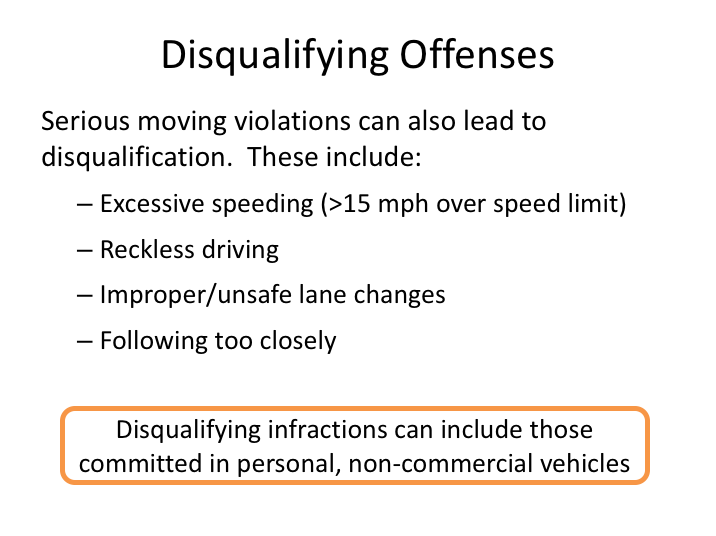 Disqualifying Offenses
Serious moving violations can also lead to
disqualification.  These include:
– Excessive speeding (>15 mph over speed limit)
– Reckless driving
– Improper/unsafe lane changes
– Following too closely
Disqualifying infractions can include those
committed in personal, non-commercial vehicles